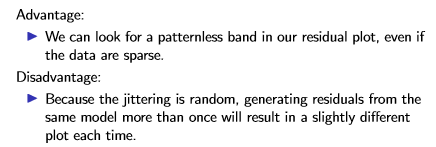 Advantage:
We can look for a patternless band in our residual plot, even if
the data are sparse.
Disadvantage:
Because the jittering is random, generating residuals from the
same model more than once will result in a slightly different
plot each time.